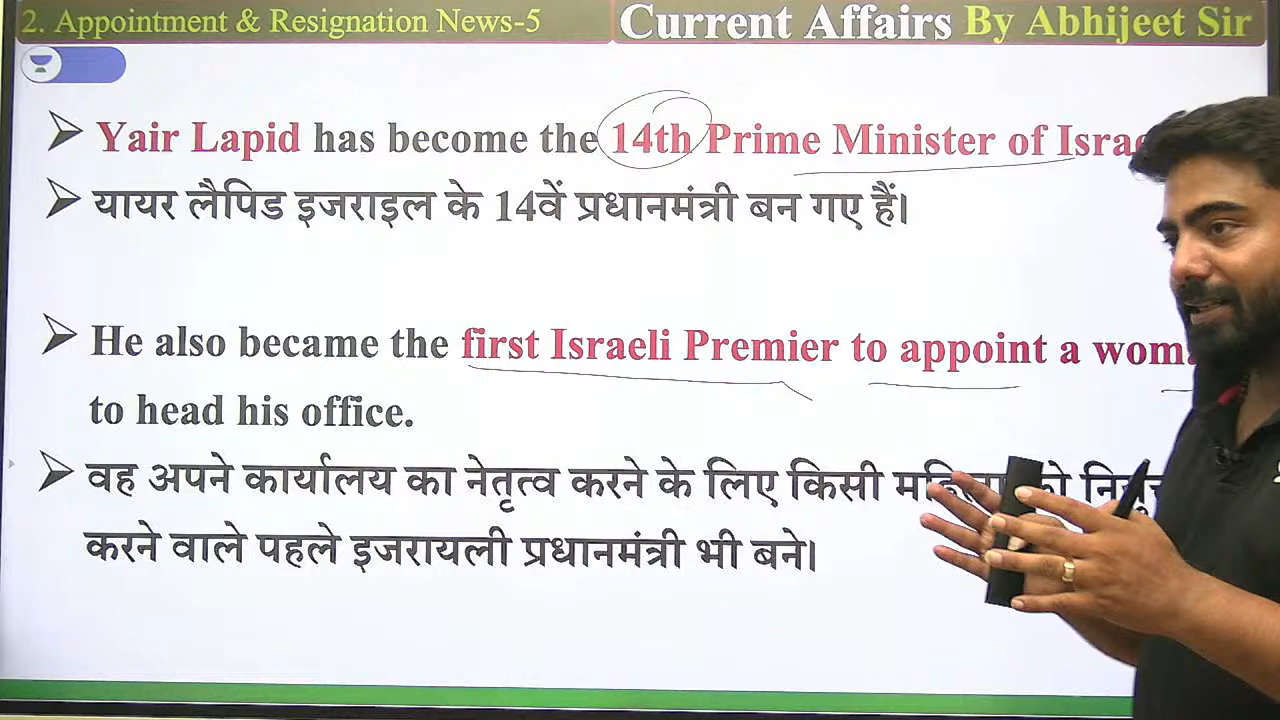 2. Appointment & Resignation News-5
Current Affairs By Abhijeet Sir
Yair Lapid has become the 14th Prime Minister of
यायर लैपिड इजराइल के 14वें प्रधानमंत्री बन गए हैं।
He also became the first Israeli Premier to appoint a
to head his office.
वह अपने कार्यालय का नेतृत्व करने के लिए किसी
करने वाले पहले इजरायली प्रधानमंत्री भी बने।